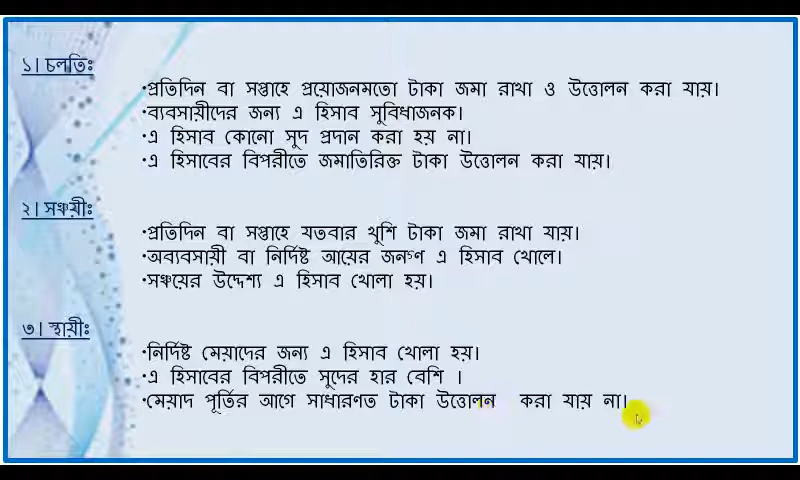 ১। চলতিঃ
•প্রতিদিন বা সপ্তাহে প্রয়োজনমতো টাকা জমা রাখা ও উত্তোলন করা যায়।
•ব্যবসায়ীদের জন্য এ হিসাব সুবিধাজনক।
•এ হিসাব কোনো সুদ প্রদান করা হয় না।
•এ হিসাবের বিপরীতে জমাতিরিক্ত টাকা উত্তোলন করা যায়।
২। সঞ্চয়ীঃ
•প্রতিদিন বা সপ্তাহে যতবার খুশি টাকা জমা রাখা যায়।
•অব্যবসায়ী বা নির্দিষ্ট আয়ের জনগণ এ হিসাব খোলে।
•সঞ্চয়ের উদ্দেশ্য এ হিসাব খোলা হয়।
৩। স্থায়ীঃ
•নির্দিষ্ট মেয়াদের জন্য এ হিসাব খোলা হয়।
•এ হিসাবের বিপরীতে সুদের হার বেশি ।
•মেয়াদ পূর্তির আগে সাধারণত টাকা উত্তোলন করা যায় না।